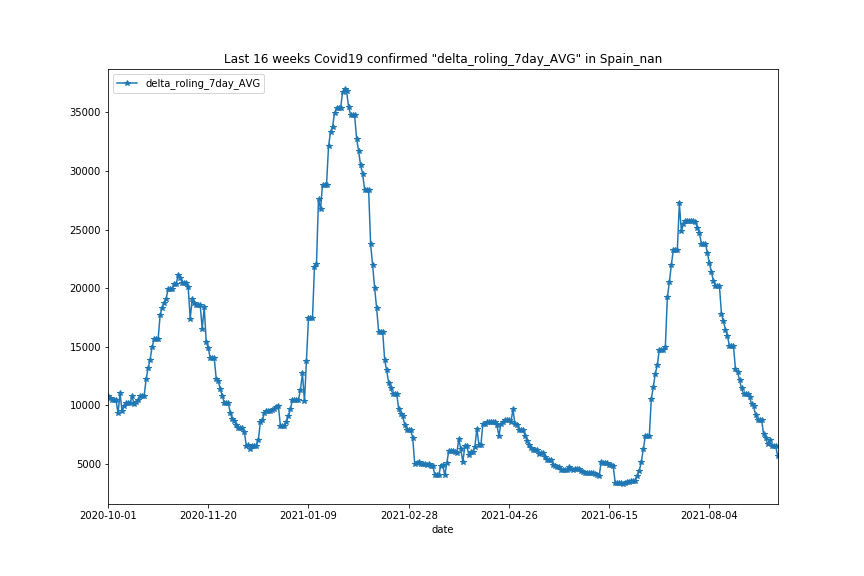 Last 16 weeks Covid19 confirmed "delta_roling_7day_AVG" in Spain_nan
delta_roling_7day_AVG
35000
30000
25000
20000
15000
10000
5000
2020-10-01 2020-11-20 2021-01-09 2021-02-28 2021-04-26 2021-06-15 2021-08-04
date